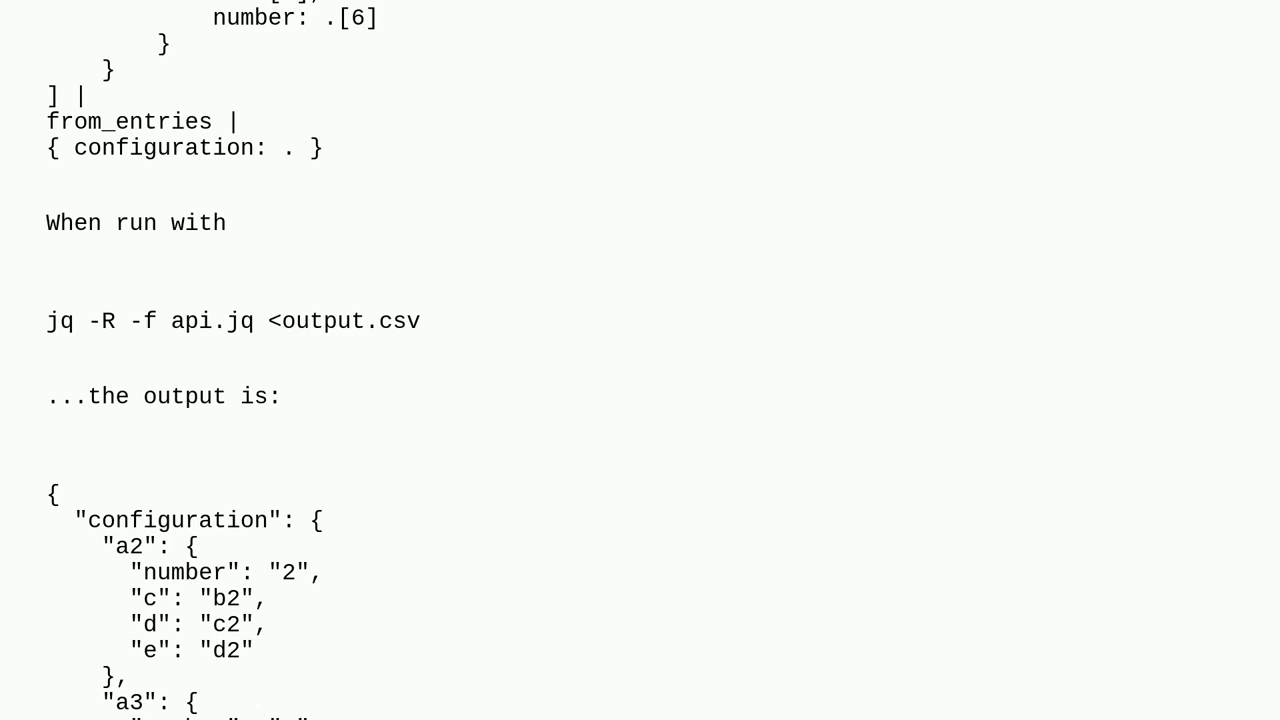 number: .[6]
}
}
] |
from_entries |
{ configuration: . }
When run with
jq -R -f api.jq <output.csv
...the output is:
{
"configuration": {
"a2": {
"number": "2",
"c": "b2",
"d": "c2",
"e": "d2"
},
"a3": {